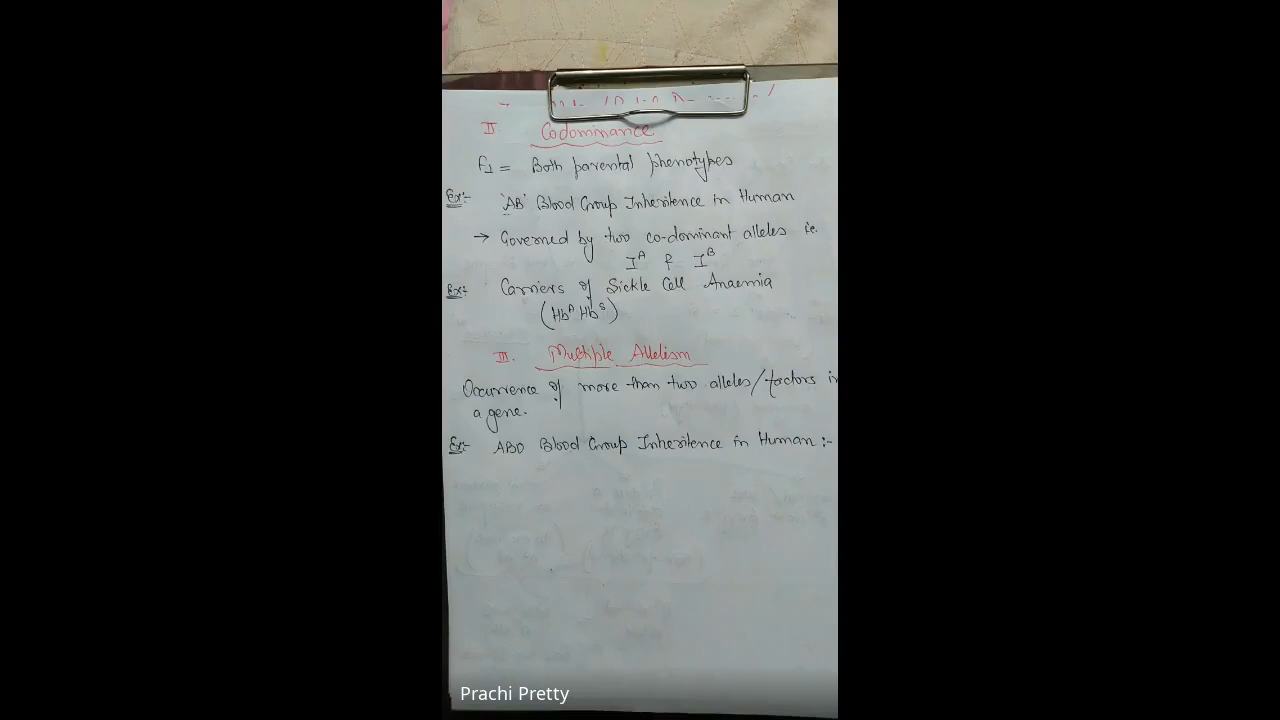 II Codominance
F1 = Both parental phenotypes
Ex:- 'AB' Blood Group Inheritence in Human
→ Governed by two co-dominant alleles i.e.
I^A & I^B
Ex:- Carriers of Sickle Cell Anaemia
(Hb^A Hb^S)
III. Multiple Allelism
Occurrence of more than two alleles/factors in
a gene.
Ex:- ABO Blood Group Inheritence in Human :-
Prachi Pretty